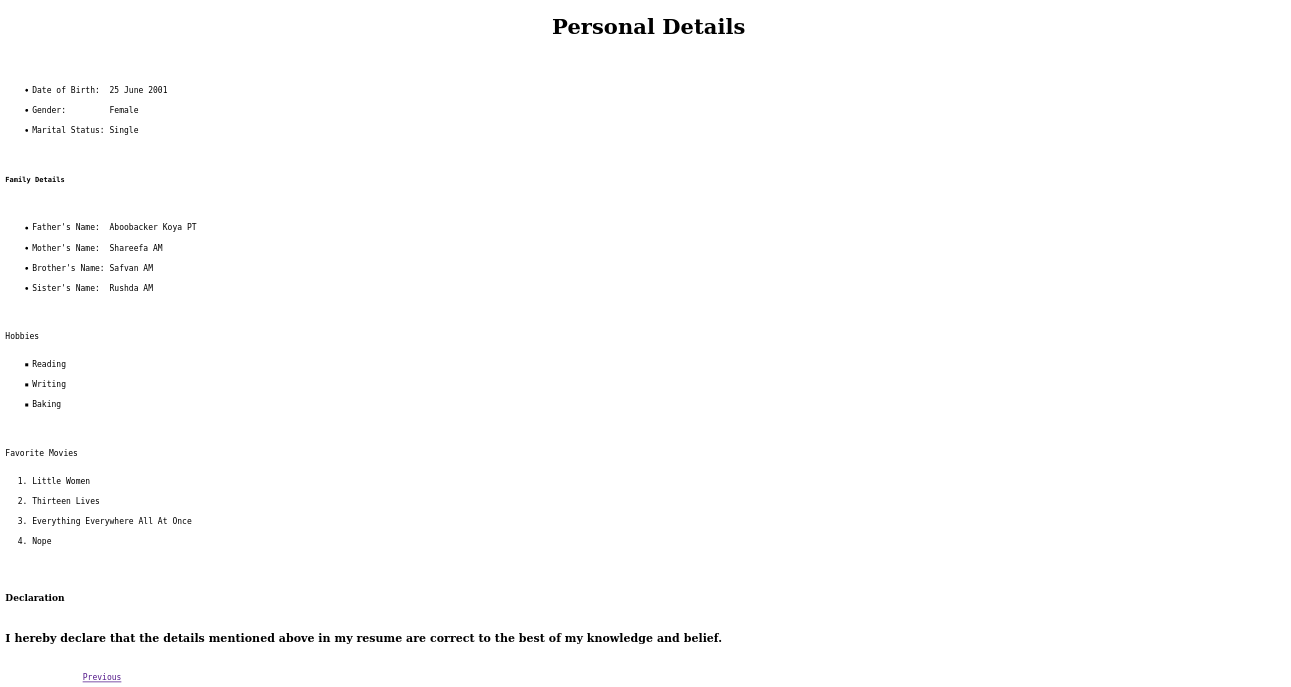 Personal Details
• Date of Birth: 25 June 2001
• Gender: Female
• Marital Status: Single
Family Details
• Father's Name: Aboobacker Koya PT
• Mother's Name: Shareefa AM
• Brother's Name: Safvan AM
• Sister's Name: Rushda AM
Hobbies
▪ Reading
▪ Writing
▪ Baking
Favorite Movies
1. Little Women
2. Thirteen Lives
3. Everything Everywhere All At Once
4. Nope
Declaration
I hereby declare that the details mentioned above in my resume are correct to the best of my knowledge and belief.
Previous